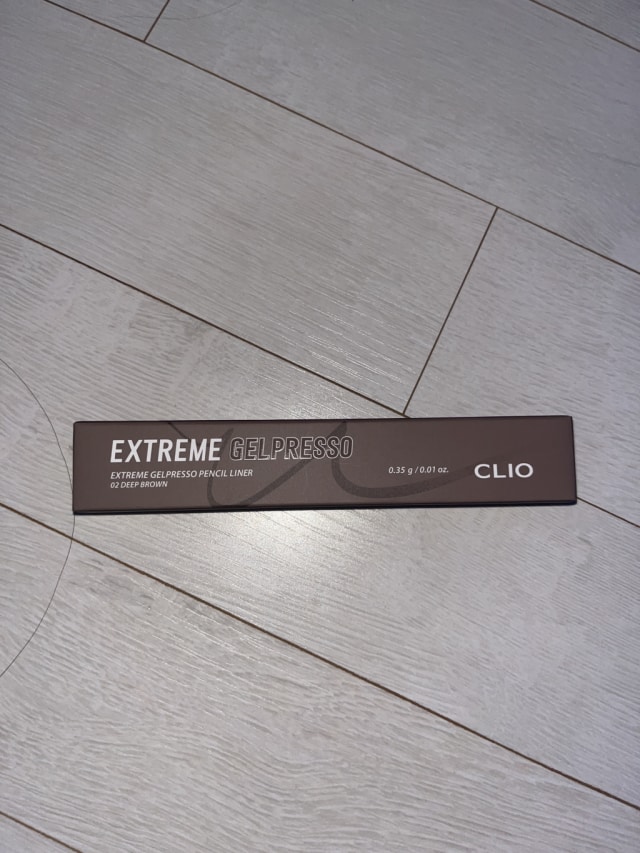 EXTREME GELPRESSO
EXTREME GELPRESSO PENCIL LINER
02 DEEP BROWN
0.35 g / 0.01 oz.
CLIO